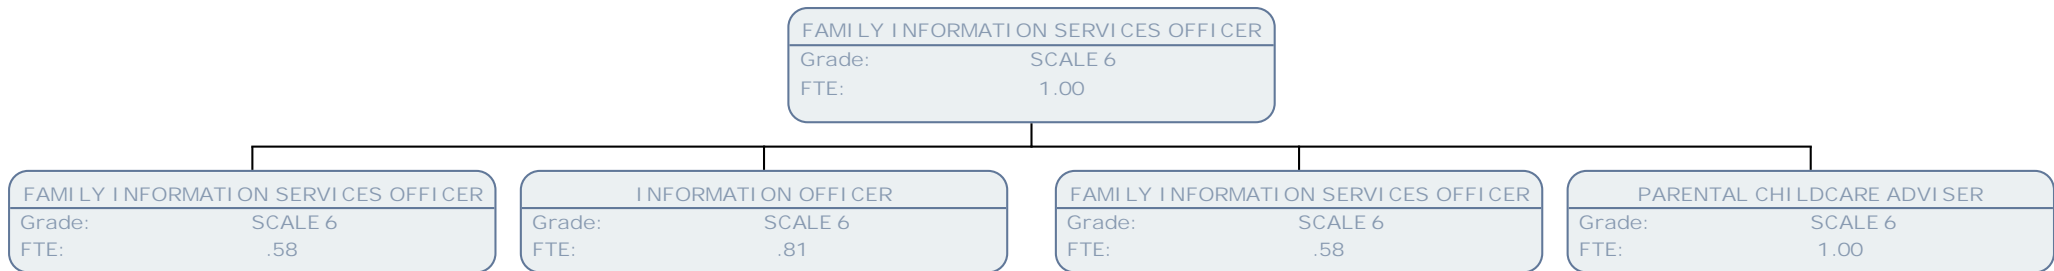 FAMILY INFORMATION SERVICES OFFICER
Grade: SCALE 6
FTE: 1.00
FAMILY INFORMATION SERVICES OFFICER
Grade: SCALE 6
FTE: .58
INFORMATION OFFICER
Grade: SCALE 6
FTE: .81
FAMILY INFORMATION SERVICES OFFICER
Grade: SCALE 6
FTE: .58
PARENTAL CHILDCARE ADVISER
Grade: SCALE 6
FTE: 1.00